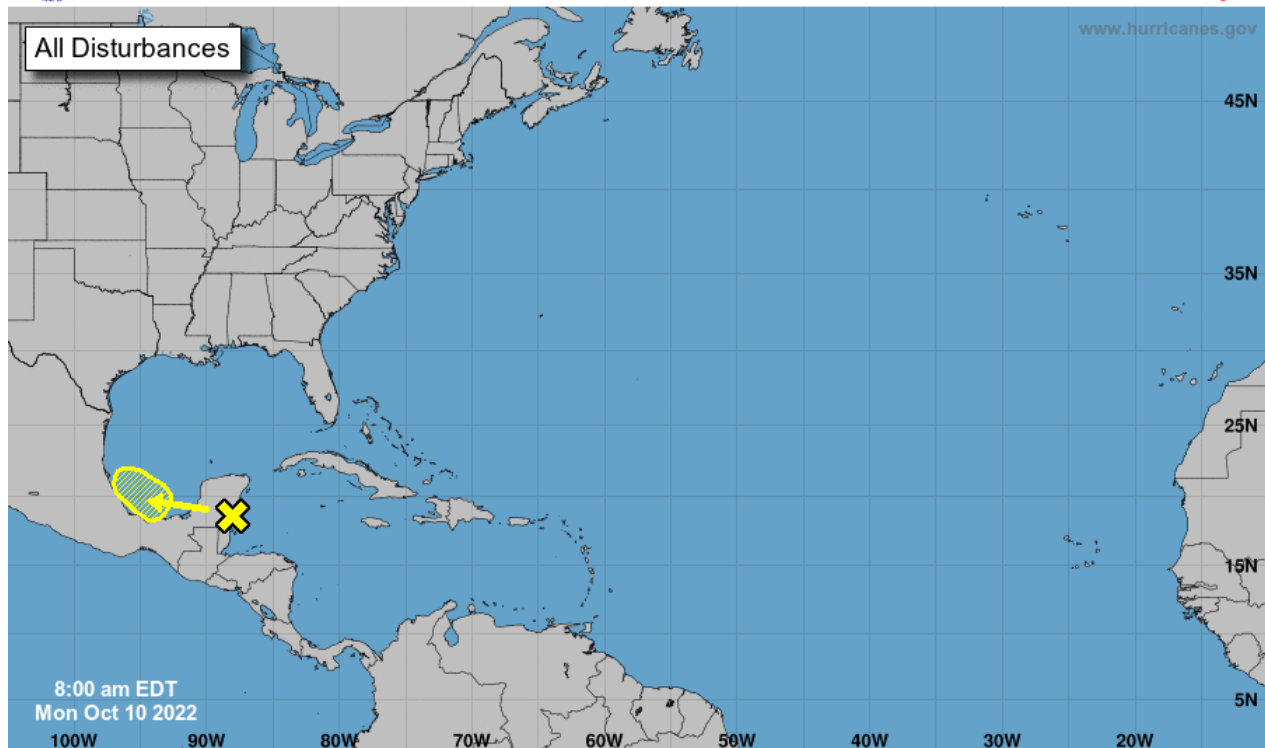 All Disturbances
www.hurricanes.gov
45N
35N
25N
15N
5N
8:00 am EDT
Mon Oct 10 2022
100W 90W 80W 70W 60W 50W 40W 30W 20W